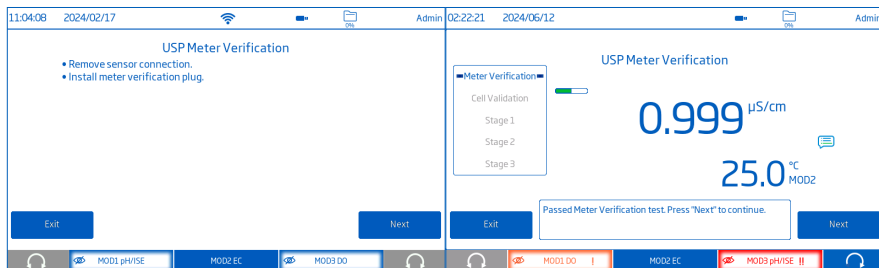 11:04:08 2024/02/17 0% Admin
USP Meter Verification
• Remove sensor connection.
• Install meter verification plug.
Exit Next
MOD1 pH/ISE MOD2 EC MOD3 DO
02:22:21 2024/06/12 0% Admin
USP Meter Verification
Meter Verification
Cell Validation
Stage 1
Stage 2
Stage 3
0.999 µS/cm
25.0 °C
MOD2
Passed Meter Verification test. Press "Next" to continue.
Exit Next
MOD1 DO ! MOD2 EC MOD3 pH/ISE !!